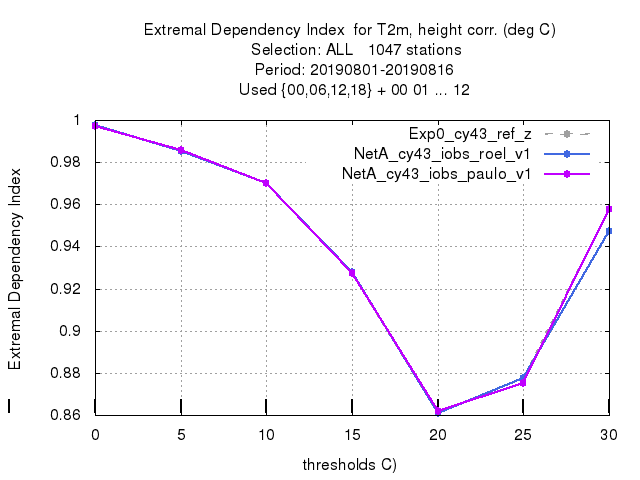 Extremal Dependency Index for T2m, height corr. (deg C)
Selection: ALL 1047 stations
Period: 20190801-20190816
Used {00,06,12,18} + 00 01 ... 12
Exp0_cy43_ref_z
NetA_cy43_iobs_roel_v1
NetA_cy43_iobs_paulo_v1
1
0.98
0.96
0.94
0.92
0.9
0.88
0.86
Extremal Dependency Index
0 5 10 15 20 25 30
thresholds C)